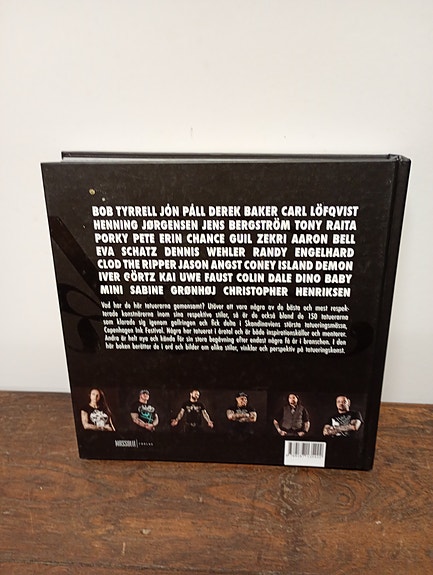 BOB TYRRELL JÓN PÁLL DEREK BAKER CARL LÖFQVIST
HENNING JØRGENSEN JENS BERGSTRÖM TONY RAITA
PORKY PETE ERIN CHANCE GUIL ZEKRI AARON BELL
EVA SCHATZ DENNIS WEHLER RANDY ENGELHARD
CLOD THE RIPPER JASON ANGST CONEY ISLAND DEMON
IVER ÖRTZ KAI UWE FAUST COLIN DALE DINO BABY
MINI SABINE GRØNHØJ CHRISTOPHER HENRIKSEN
Vad har de här tatuerarna gemensamt? Utöver att vara några av de bästa och mest respek-
terade konstnärerna inom sina respektive stilar, så är de också bland de 150 tatuerarna
som klarade sig igenom gallringen och fick delta i Skandinaviens största tatueringsmässa,
Copenhagen Ink Festival. Några har tatuerat i åratal och är både inspirationskällor och mentorer.
Andra är helt nya och kända för sin stora begåvning efter endast några få år i branschen. I den
här boken berättar de i ord och bilder om olika stilar, vinklar och perspektiv på tatueringskonst.